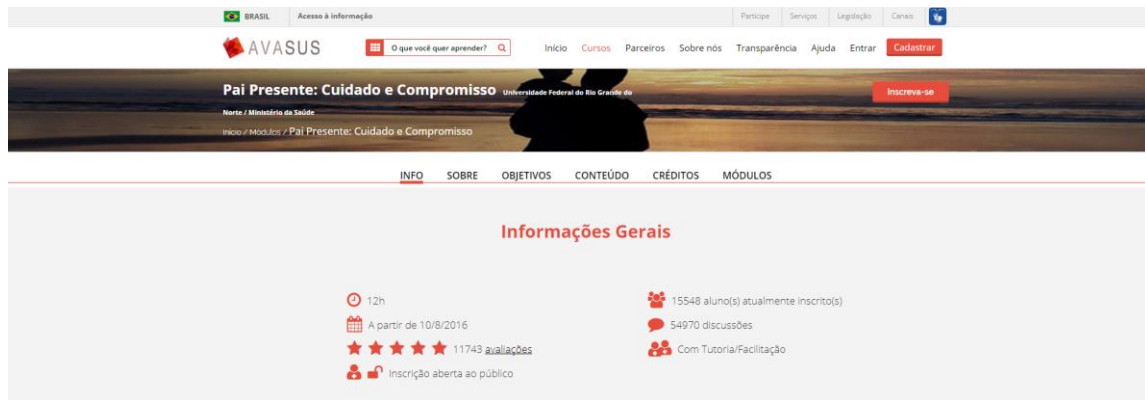 BRASIL Acesso à informação Participe Serviços Legislação Canais
AVASUS O que você quer aprender? Início Cursos Parceiros Sobre nós Transparência Ajuda Entrar Cadastrar
Pai Presente: Cuidado e Compromisso Universidade Federal do Rio Grande do
Norte / Ministério da Saúde
Inscreva-se
Início / Módulos / Pai Presente: Cuidado e Compromisso
INFO SOBRE OBJETIVOS CONTEÚDO CRÉDITOS MÓDULOS
Informações Gerais
12h
A partir de 10/8/2016
11743 avaliações
Inscrição aberta ao público
15548 aluno(s) atualmente inscrito(s)
54970 discussões
Com Tutoria/Facilitação